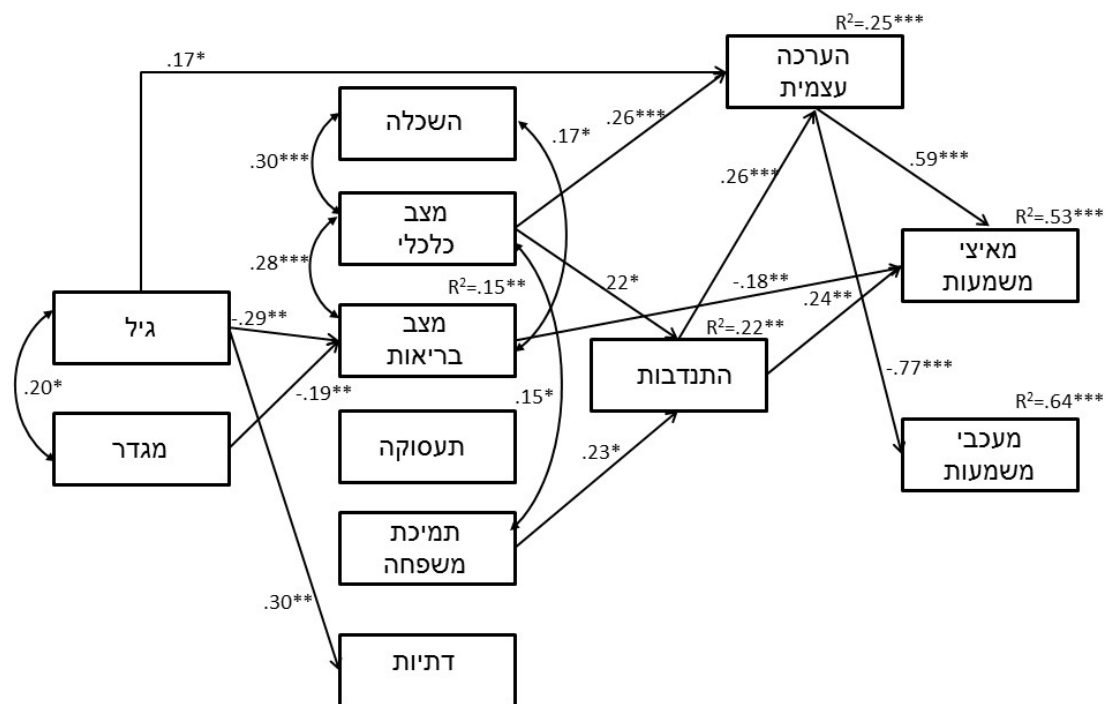 R²=.25***
הערכה
עצמית
.17*
השכלה
.26***
.17*
.30***
.26***
.59***
מצב
כלכלי
R²=.53***
מאיצי
משמעות
.28***
R²=.15**
.22*
-.18**
.24**
גיל
-.29**
מצב
בריאות
R²=.22**
התנדבות
.20*
-.19**
.15*
-.77***
R²=.64***
מגדר
תעסוקה
מעכבי
משמעות
.23*
תמיכת
משפחה
.30**
דתיות